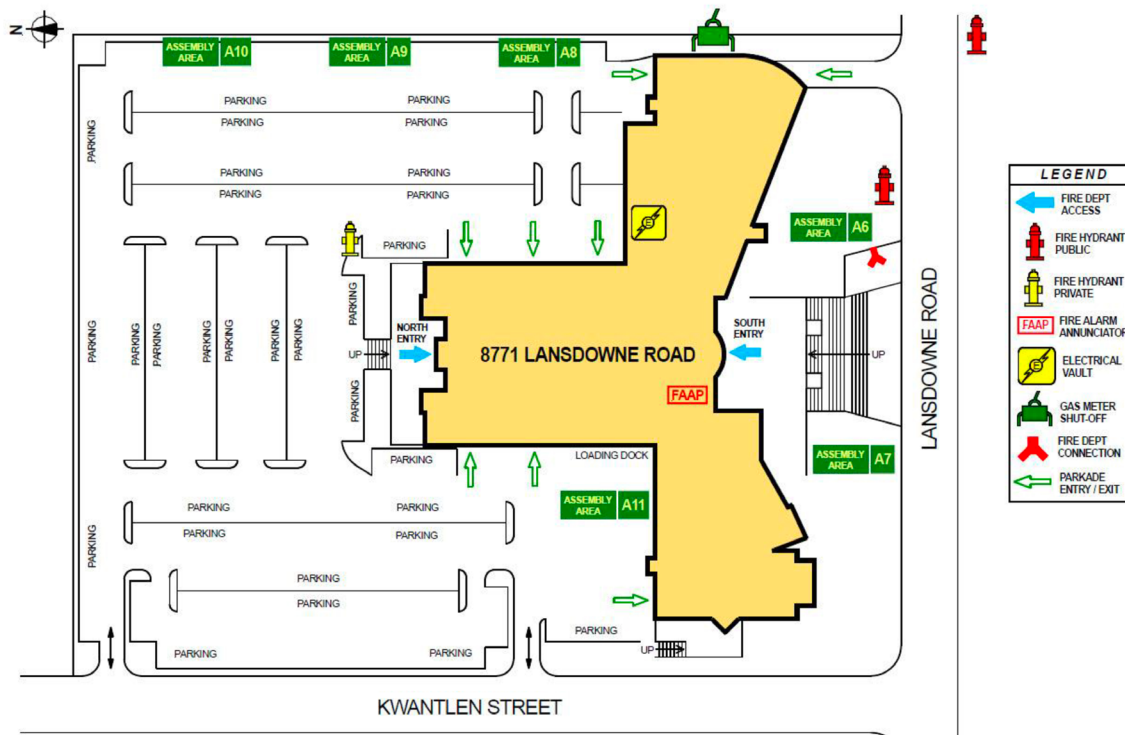 N
ASSEMBLY
AREA
A10
ASSEMBLY
AREA
A9
ASSEMBLY
AREA
A8
PARKING
PARKING
PARKING
PARKING
PARKING
PARKING
PARKING
PARKING
PARKING
E
ASSEMBLY
AREA
A6
PARKING
PARKING
PARKING
PARKING
PARKING
PARKING
PARKING
PARKING
PARKING
NORTH
ENTRY
UP
PARKING
8771 LANSDOWNE ROAD
SOUTH
ENTRY
UP
FAAP
LANSDOWNE ROAD
PARKING
LOADING DOCK
ASSEMBLY
AREA
A7
ASSEMBLY
AREA
A11
PARKING
PARKING
PARKING
PARKING
PARKING
PARKING
PARKING
PARKING
PARKING
PARKING
UP
KWANTLEN STREET
LEGEND
FIRE DEPT
ACCESS
FIRE HYDRANT
PUBLIC
FIRE HYDRANT
PRIVATE
FAAP
FIRE ALARM
ANNUNCIATOR
E
ELECTRICAL
VAULT
GAS METER
SHUT-OFF
FIRE DEPT
CONNECTION
PARKADE
ENTRY / EXIT